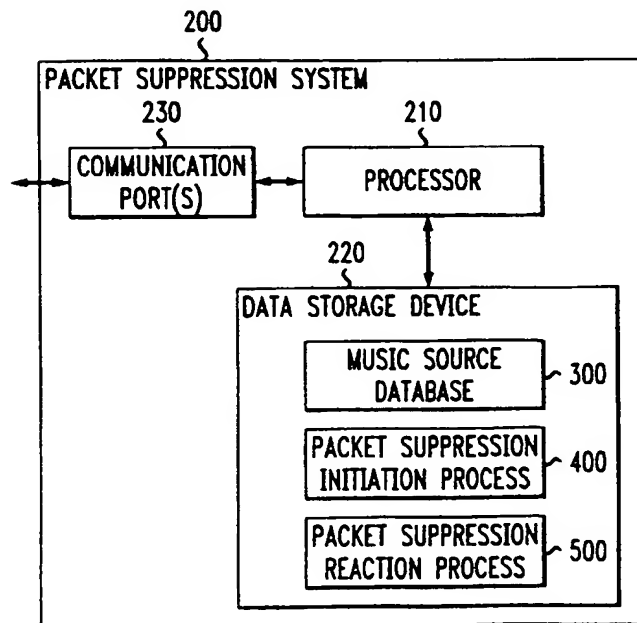 200
PACKET SUPPRESSION SYSTEM
230
210
COMMUNICATION
PORT(S)
PROCESSOR
220
DATA STORAGE DEVICE
MUSIC SOURCE
DATABASE
300
PACKET SUPPRESSION
INITIATION PROCESS
400
PACKET SUPPRESSION
REACTION PROCESS
500